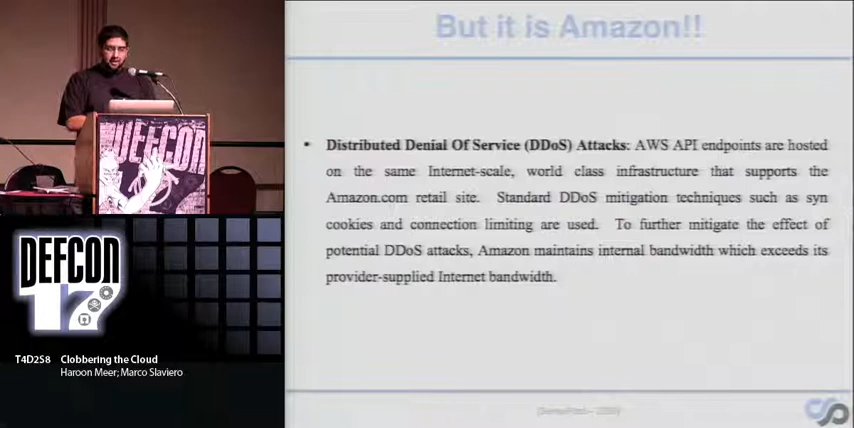 But it is Amazon!!
• Distributed Denial Of Service (DDoS) Attacks: AWS API endpoints are hosted
on the same Internet-scale, world class infrastructure that supports the
Amazon.com retail site. Standard DDoS mitigation techniques such as syn
cookies and connection limiting are used. To further mitigate the effect of
potential DDoS attacks, Amazon maintains internal bandwidth which exceeds its
provider-supplied Internet bandwidth.
DEFCON
DEFCON
17
T4D2S8 Clobbering the Cloud
Haroon Meer; Marco Slaviero